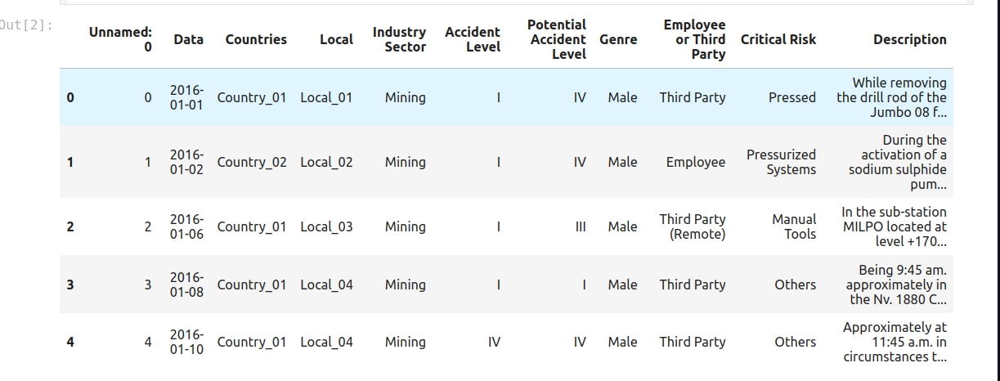 Out[2]:
Unnamed: 0 Data Countries Local Industry Sector Accident Level Potential Accident Level Genre Employee or Third Party Critical Risk Description
0 0 2016-01-01 Country_01 Local_01 Mining I IV Male Third Party Pressed While removing the drill rod of the Jumbo 08 f...
1 1 2016-01-02 Country_02 Local_02 Mining I IV Male Employee Pressurized Systems During the activation of a sodium sulphide pum...
2 2 2016-01-06 Country_01 Local_03 Mining I III Male Third Party (Remote) Manual Tools In the sub-station MILPO located at level +170...
3 3 2016-01-08 Country_01 Local_04 Mining I I Male Third Party Others Being 9:45 am. approximately in the Nv. 1880 C...
4 4 2016-01-10 Country_01 Local_04 Mining IV IV Male Third Party Others Approximately at 11:45 a.m. in circumstances t...